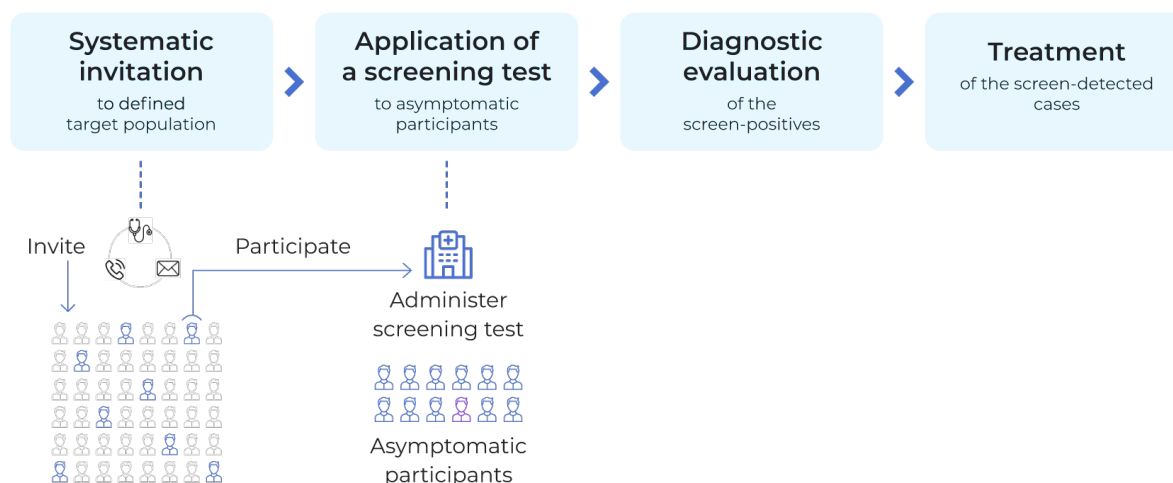 Systematic
invitation
to defined
target population
Application of
a screening test
to asymptomatic
participants
Diagnostic
evaluation
of the
screen-positives
Treatment
of the screen-detected
cases
Invite
Participate
Administer
screening test
Asymptomatic
participants